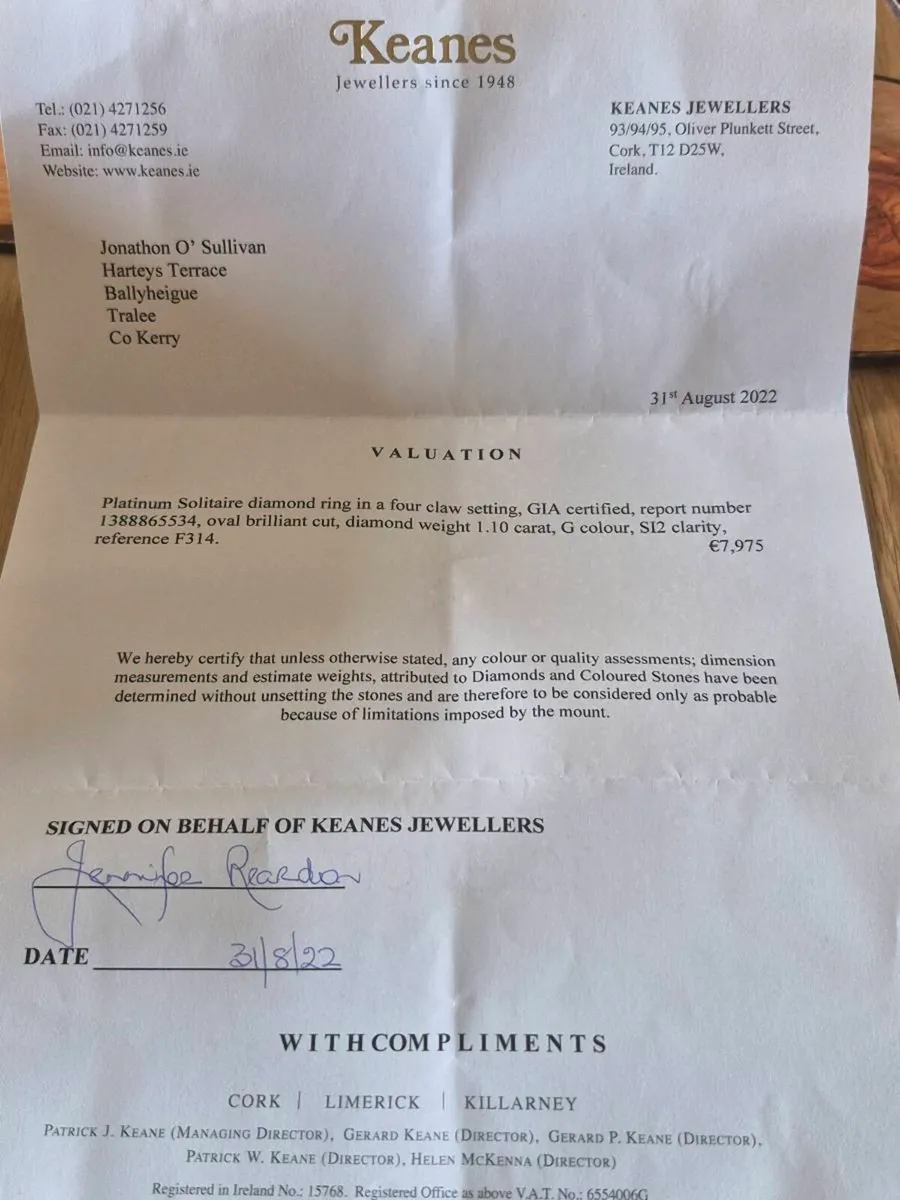 Keanes
Jewellers since 1948
Tel.: (021) 4271256
Fax: (021) 4271259
Email: info@keanes.ie
Website: www.keanes.ie
KEANES JEWELLERS
93/94/95, Oliver Plunkett Street,
Cork, T12 D25W,
Ireland.
Jonathon O' Sullivan
Harteys Terrace
Ballyheigue
Tralee
Co Kerry
31st August 2022
VALUATION
Platinum Solitaire diamond ring in a four claw setting, GIA certified, report number
1388865534, oval brilliant cut, diamond weight 1.10 carat, G colour, SI2 clarity,
reference F314.
€7,975
We hereby certify that unless otherwise stated, any colour or quality assessments; dimension
measurements and estimate weights, attributed to Diamonds and Coloured Stones have been
determined without unsetting the stones and are therefore to be considered only as probable
because of limitations imposed by the mount.
SIGNED ON BEHALF OF KEANES JEWELLERS
Jennifer Reardon
DATE 31/8/22
WITH COMPLIMENTS
CORK | LIMERICK | KILLARNEY
PATRICK J. KEANE (MANAGING DIRECTOR), GERARD KEANE (DIRECTOR), GERARD P. KEANE (DIRECTOR),
PATRICK W. KEANE (DIRECTOR), HELEN MCKENNA (DIRECTOR)
Registered in Ireland No.: 15768. Registered Office as above V.A.T. No.: 6554006G